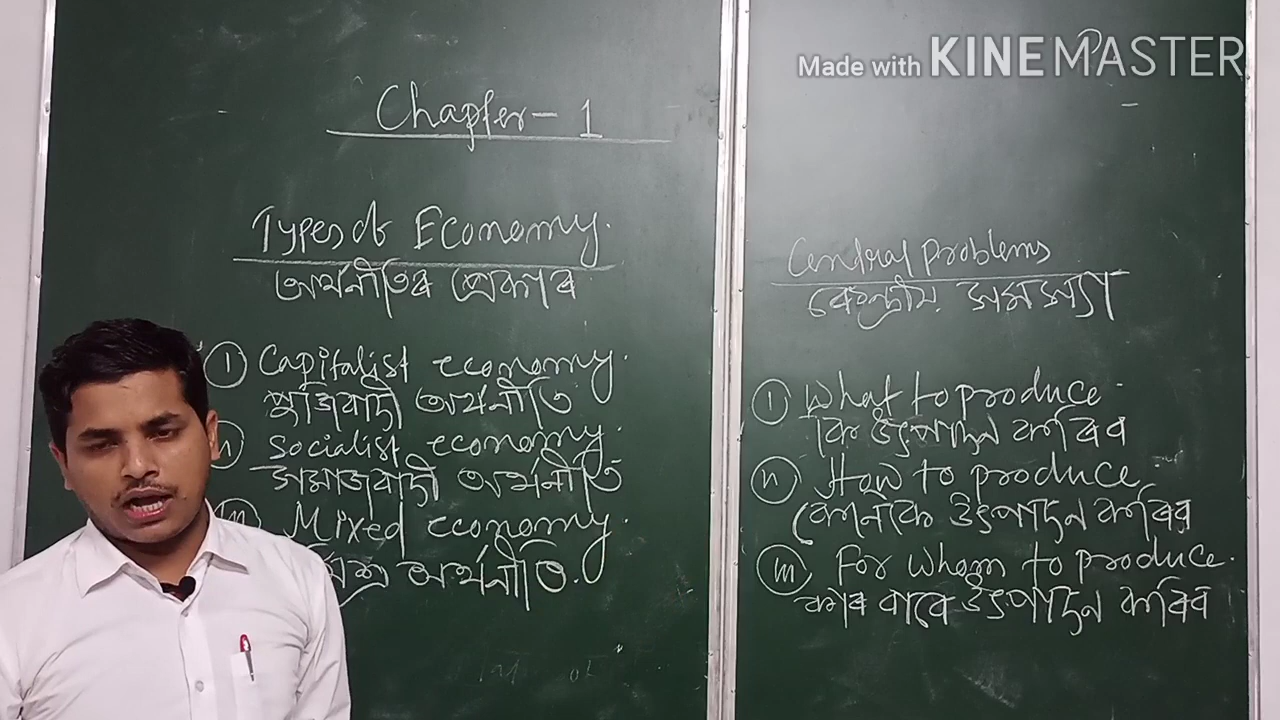 Made with KINEMASTER
Chapter - 1
Types of Economy.
অৰ্থনীতিৰ প্ৰকাৰ
i Capitalist economy.
পুজিবাদী অৰ্থনীতি
ii Socialist economy.
সমাজবাদী অৰ্থনীতি
iii Mixed economy.
অৰ্থনীতি.
Central Problems
কেন্দ্ৰীয় সমস্যা
i What to produce
কি উৎপাদন কৰিব
ii How to produce
কেনেকৈ উৎপাদন কৰিব
iii For whom to produce.
কাৰ বাবে উৎপাদন কৰিব